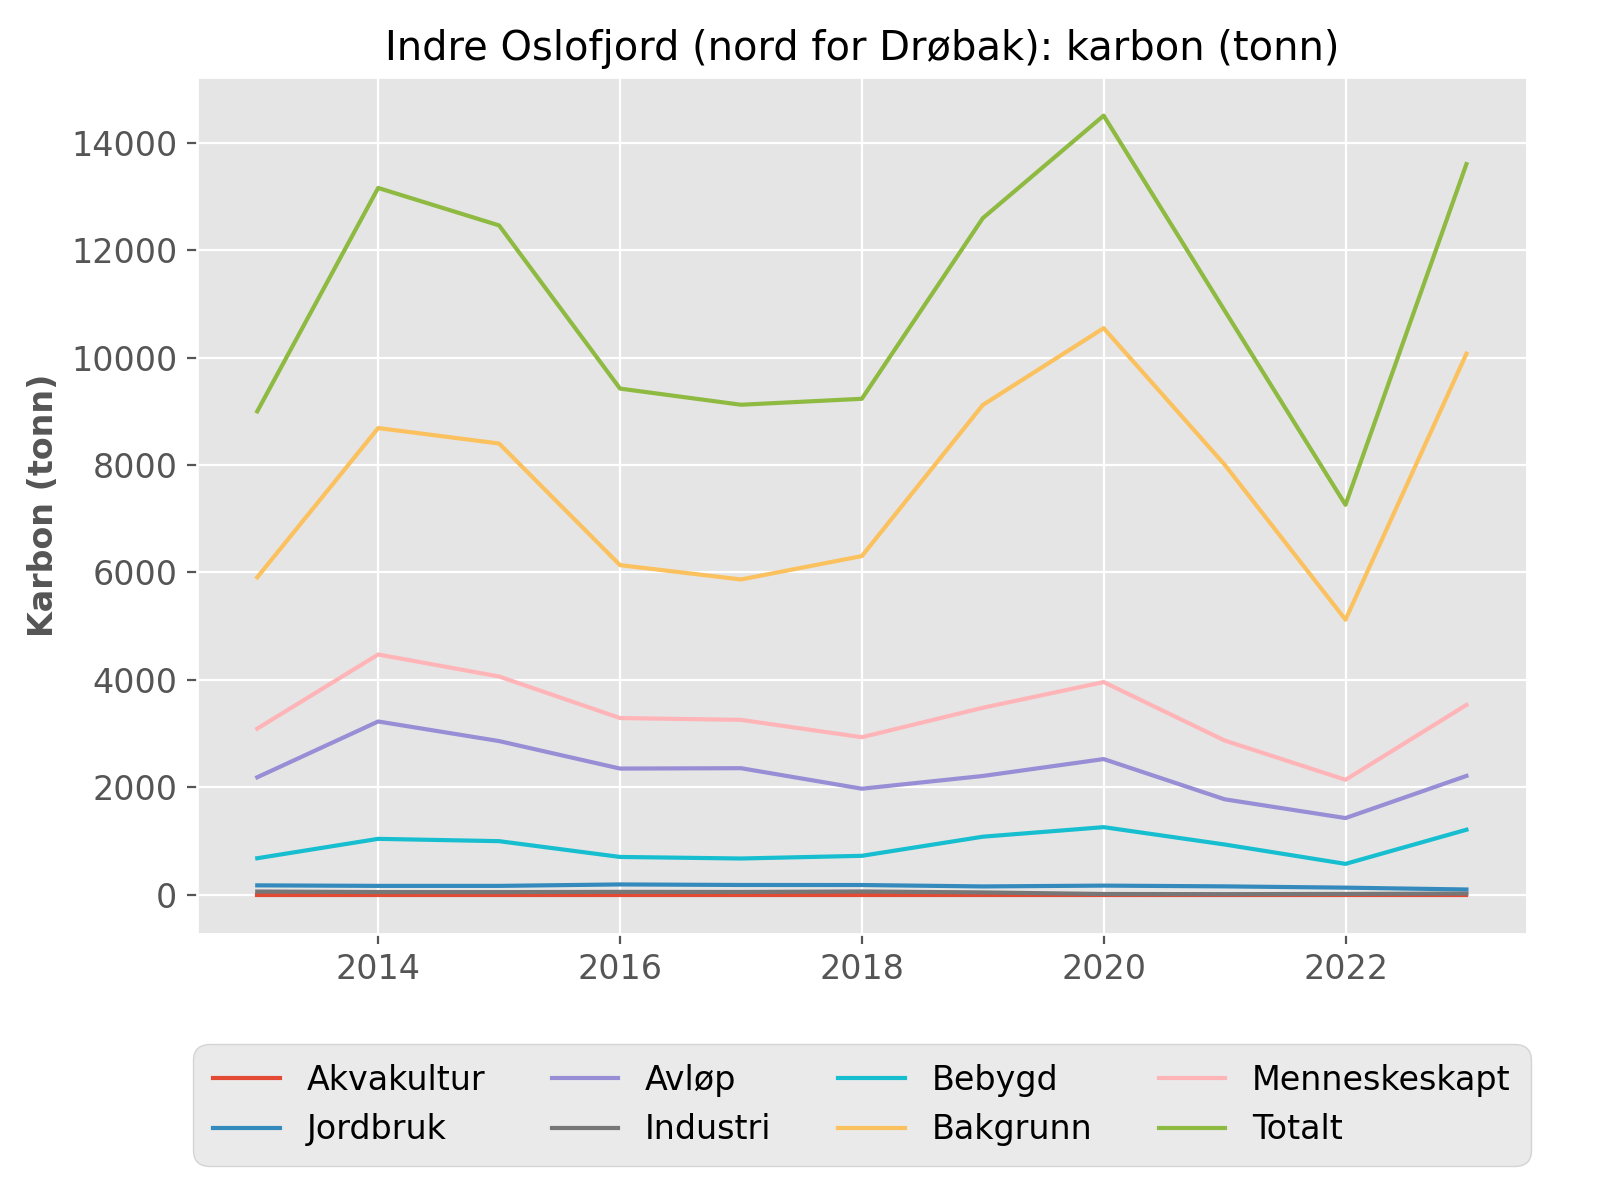 Indre Oslofjord (nord for Drøbak): karbon (tonn)
Karbon (tonn)
14000
12000
10000
8000
6000
4000
2000
0
2014 2016 2018 2020 2022
Akvakultur Avløp Bebygd Menneskeskapt
Jordbruk Industri Bakgrunn Totalt